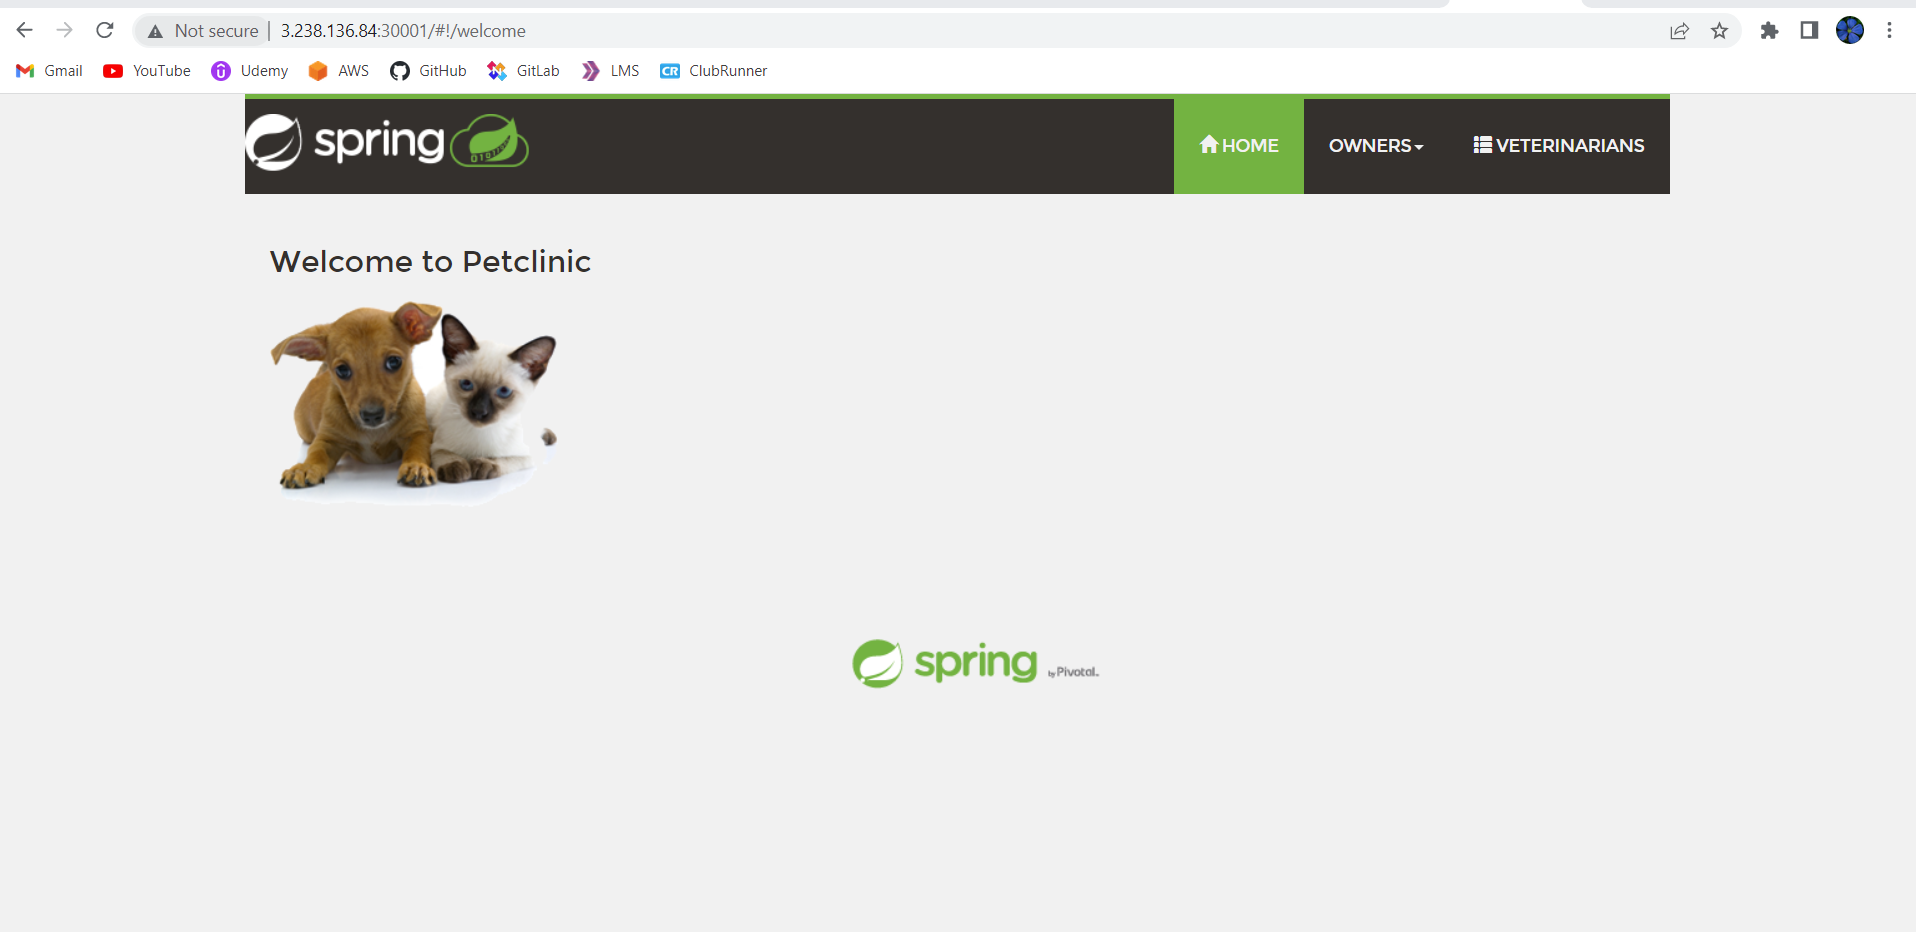 Not secure | 3.238.136.84:30001/#!/welcome
Gmail YouTube Udemy AWS GitHub GitLab LMS CR ClubRunner
spring HOME OWNERS VETERINARIANS
Welcome to Petclinic
spring by Pivotal